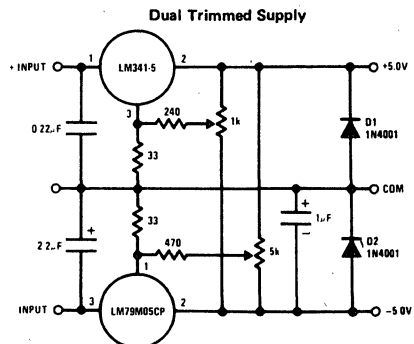 Dual Trimmed Supply
+ INPUT
1
LM341-5
2
+5.0V
3
240
1k
0 22µF
33
D1
1N4001
COM
33
+
1µF
–
+
2 2µF
470
5k
D2
1N4001
1
INPUT
3
LM79M05CP
2
–5 0V